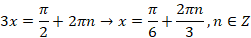 3x = π/2 + 2πn → x = π/6 + 2πn/3, n ∈ Z